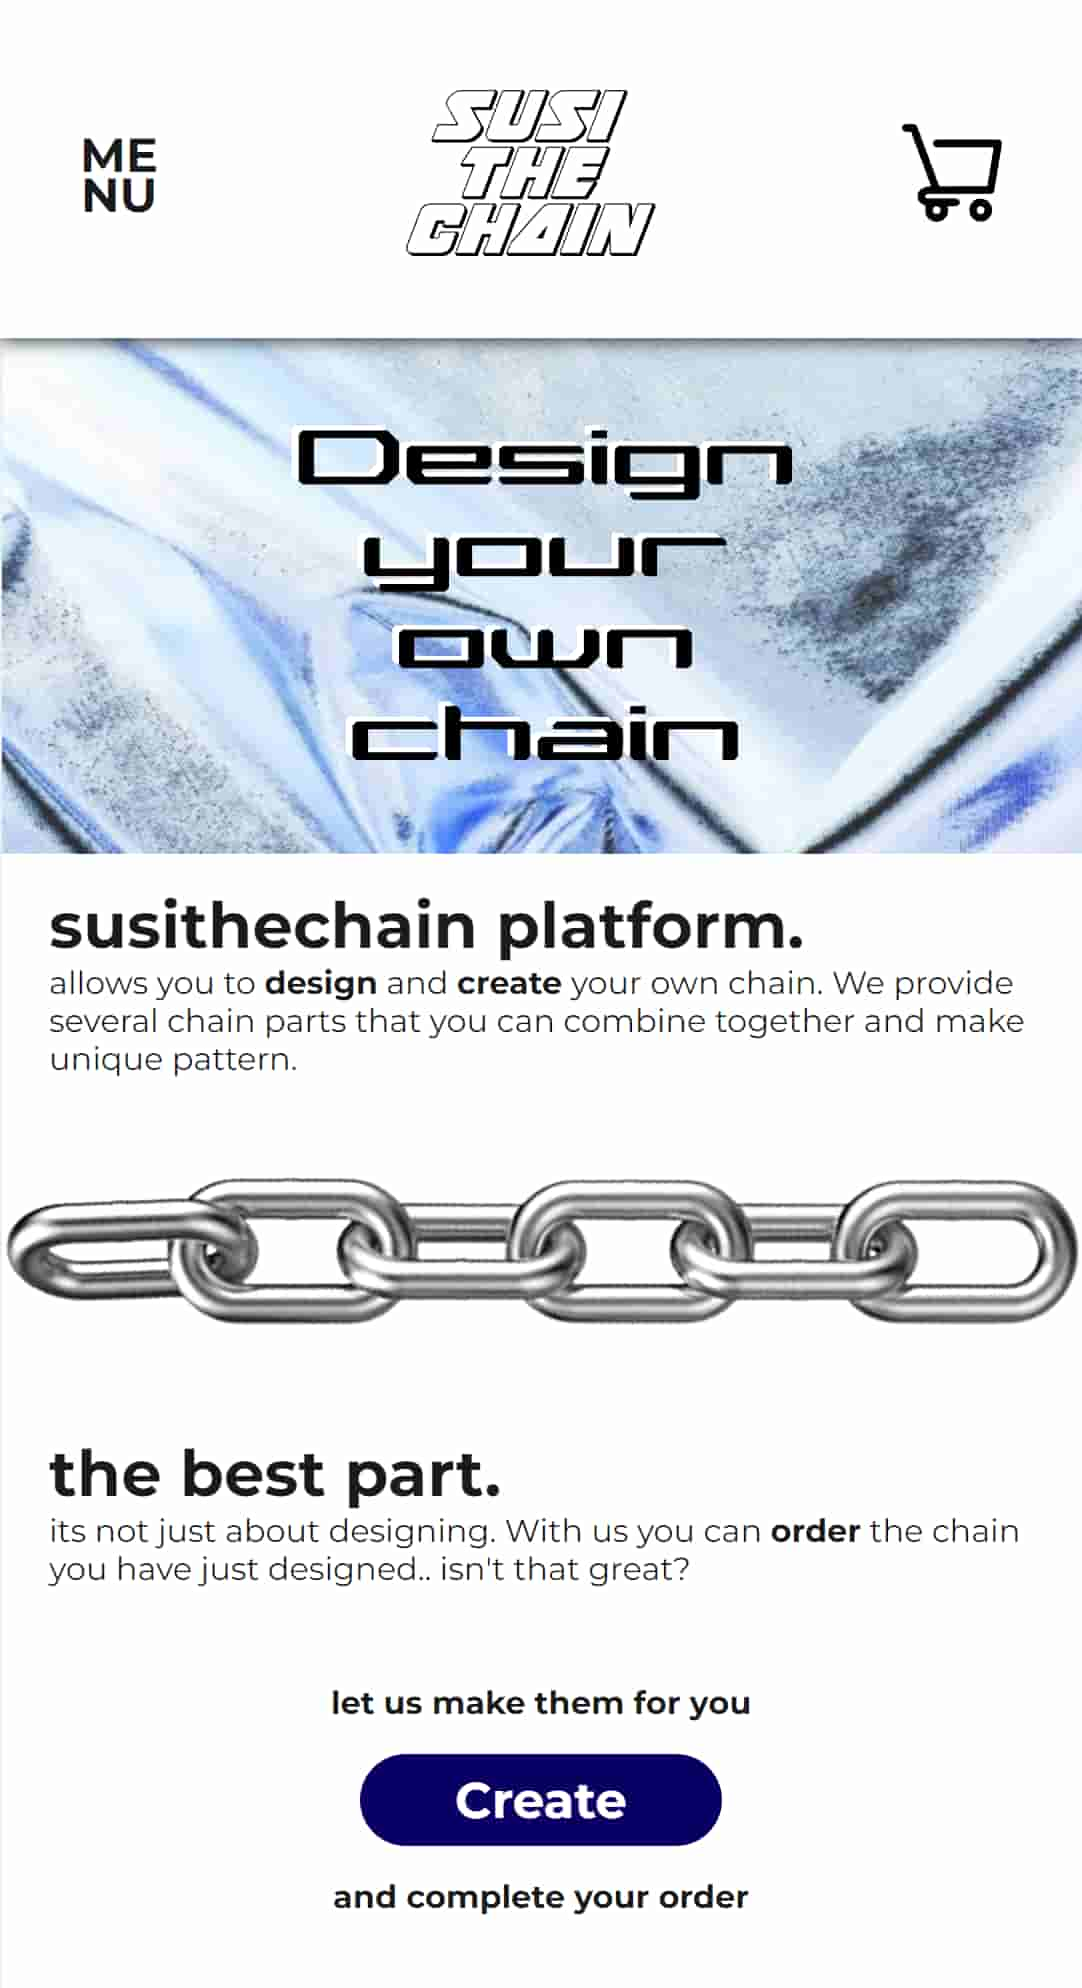 ME
NU
SUSI
THE
CHAIN
Design
your
own
chain
susithechain platform.
allows you to design and create your own chain. We provide
several chain parts that you can combine together and make
unique pattern.
the best part.
its not just about designing. With us you can order the chain
you have just designed.. isn't that great?
let us make them for you
Create
and complete your order